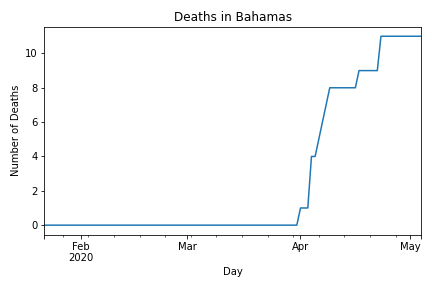 Deaths in Bahamas
Number of Deaths
10
8
6
4
2
0
Feb
2020
Mar
Apr
May
Day